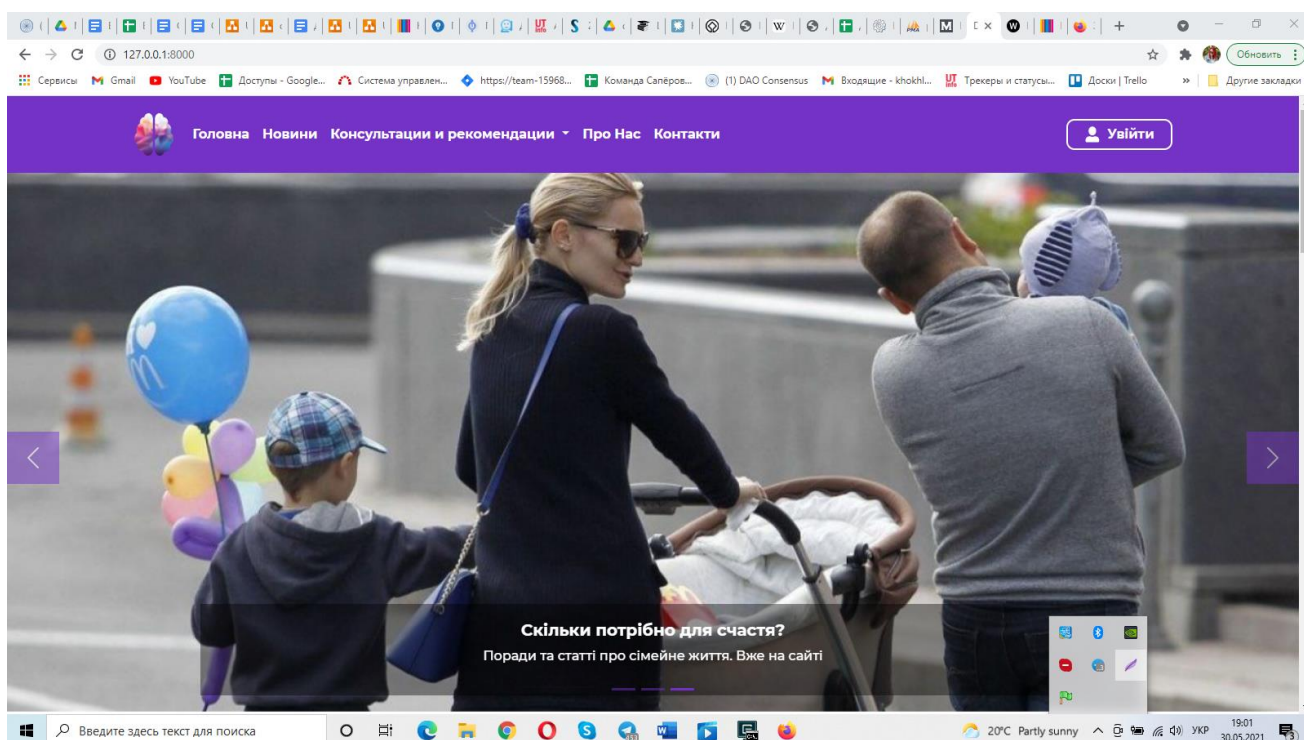 127.0.0.1:8000
Обновить
Сервисы Gmail YouTube Доступы - Google... Система управлен... https://team-15968... Команда Сапёров... (1) DAO Consensus Входящие - khokhl... Трекеры и статусы... Доски | Trello » Другие закладки
Головна Новини Консультации и рекомендации Про Нас Контакти Увійти
Скільки потрібно для счастя?
Поради та статті про сімейне життя. Вже на сайті
Введите здесь текст для поиска
20°C Partly sunny УКР 19:01
30.05.2021